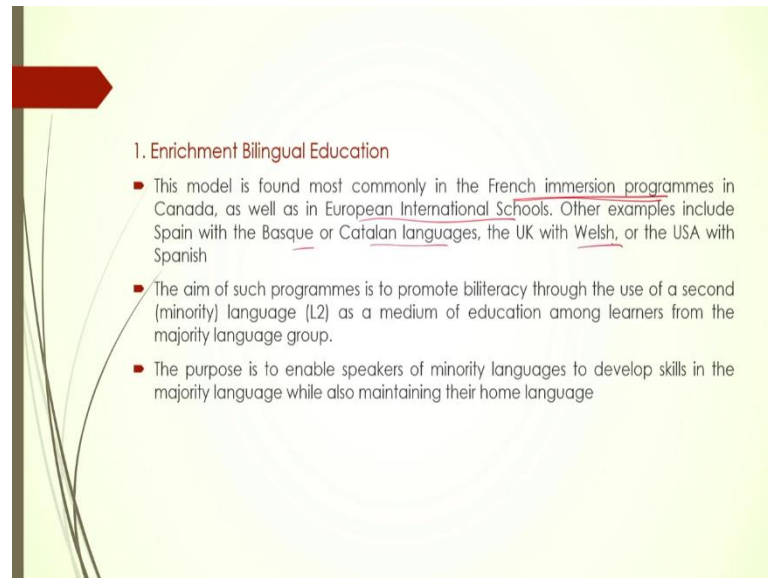 1. Enrichment Bilingual Education
This model is found most commonly in the French immersion programmes in
Canada, as well as in European International Schools. Other examples include
Spain with the Basque or Catalan languages, the UK with Welsh, or the USA with
Spanish
The aim of such programmes is to promote biliteracy through the use of a second
(minority) language (L2) as a medium of education among learners from the
majority language group.
The purpose is to enable speakers of minority languages to develop skills in the
majority language while also maintaining their home language